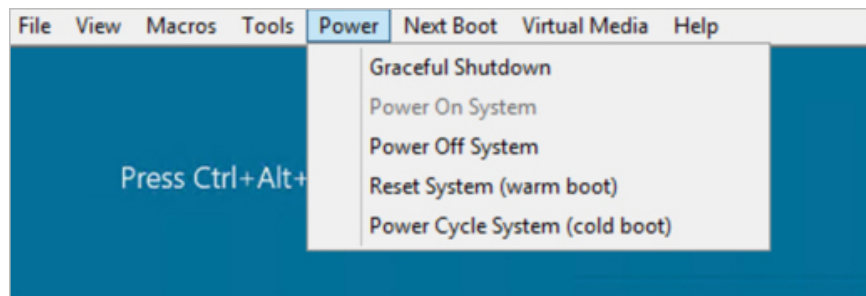 File View Macros Tools Power Next Boot Virtual Media Help
Graceful Shutdown
Power On System
Power Off System
Press Ctrl+Alt+
Reset System (warm boot)
Power Cycle System (cold boot)